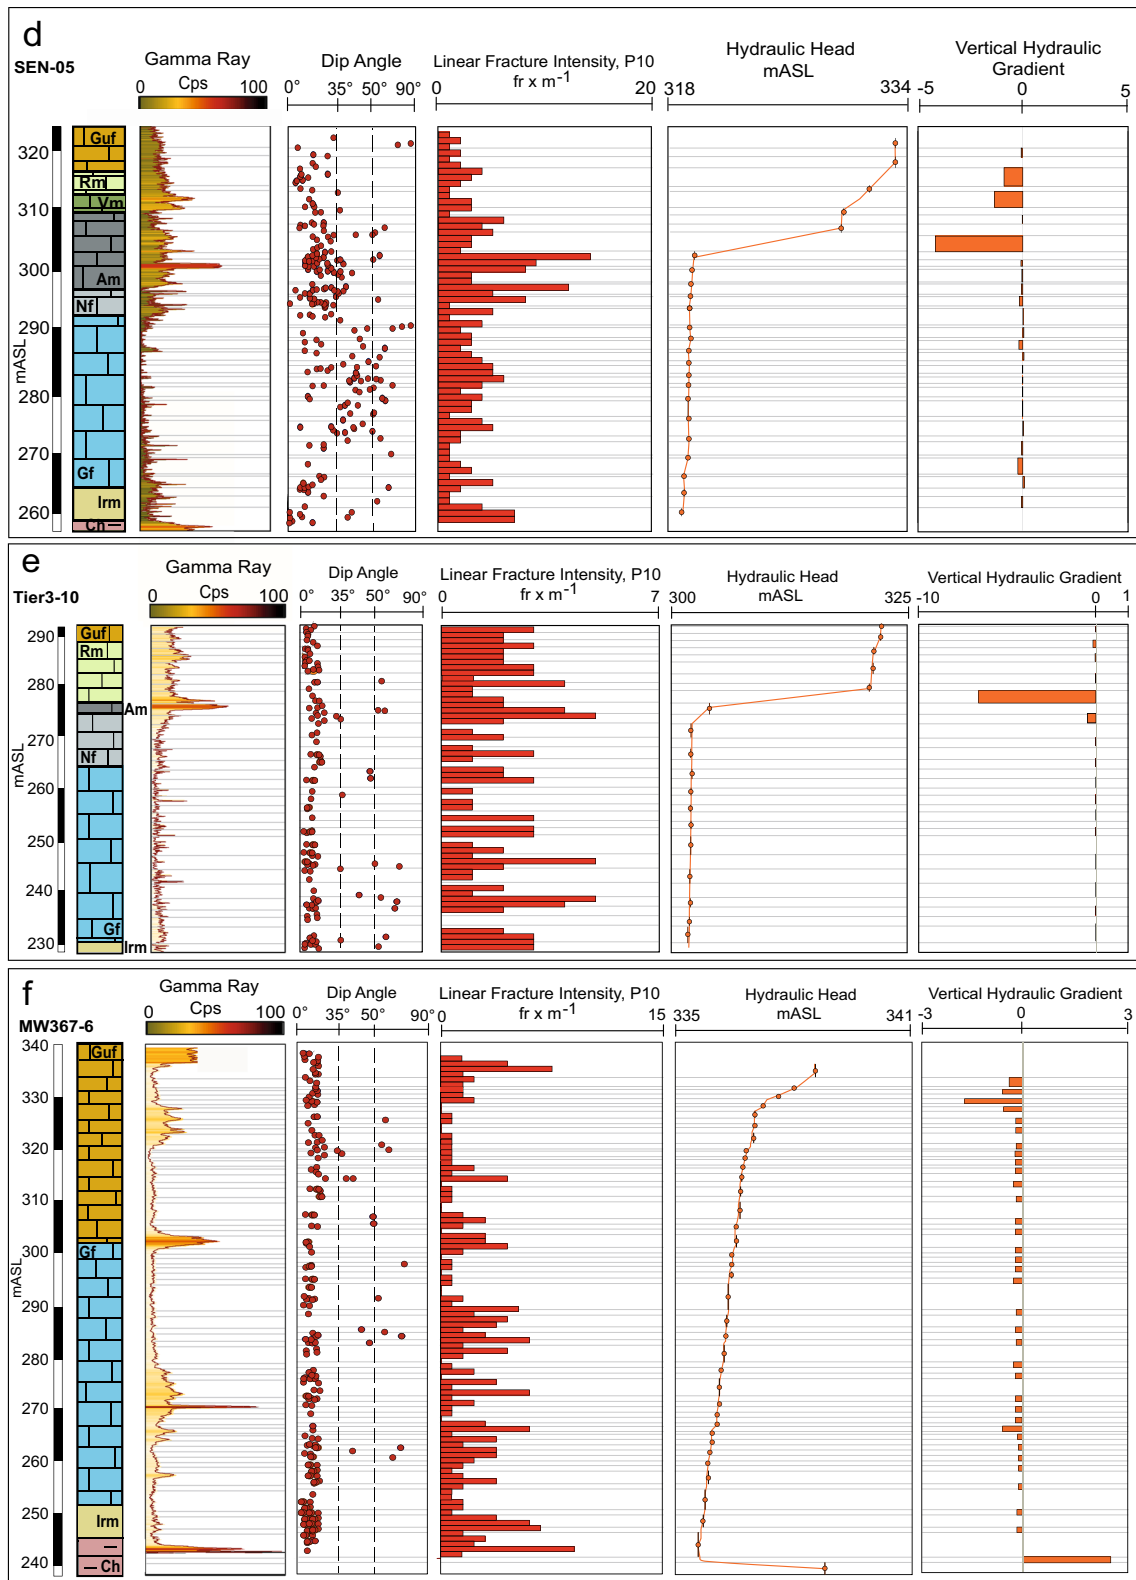 d
SEN-05
Gamma Ray
Cps
0 100
Dip Angle
0° 35° 50° 90°
Linear Fracture Intensity, P10
fr x m-1
0 20
Hydraulic Head
mASL
318 334
Vertical Hydraulic
Gradient
-5 0 5
mASL
320
310
300
290
280
270
260
Guf
Rm
Vm
Am
Nf
Gf
Irm
Ch
e
Tier3-10
Gamma Ray
Cps
0 100
Dip Angle
0° 35° 50° 90°
Linear Fracture Intensity, P10
fr x m-1
0 7
Hydraulic Head
mASL
300 325
Vertical Hydraulic Gradient
-10 0 1
mASL
290
280
270
260
250
240
230
Guf
Rm
Am
Nf
Gf
Irm
f
MW367-6
Gamma Ray
Cps
0 100
Dip Angle
0° 35° 50° 90°
Linear Fracture Intensity, P10
fr x m-1
0 15
Hydraulic Head
mASL
335 341
Vertical Hydraulic Gradient
-3 0 3
mASL
340
330
320
310
300
290
280
270
260
250
240
Guf
Gf
Irm
Ch